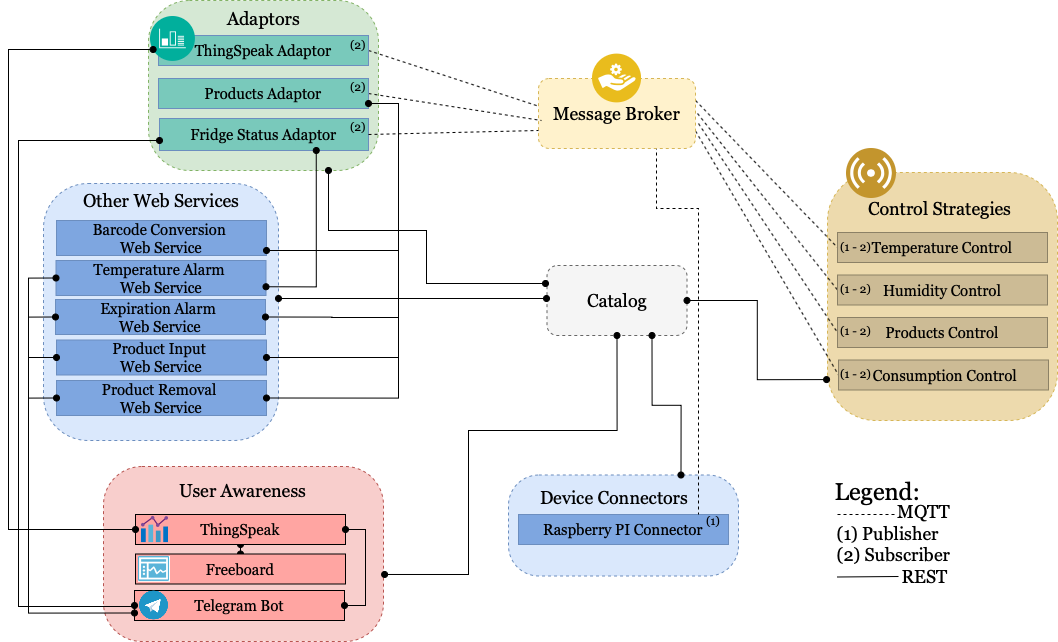 Adaptors
ThingSpeak Adaptor (2)
Products Adaptor (2)
Fridge Status Adaptor (2)
Message Broker
Other Web Services
Barcode Conversion
Web Service
Temperature Alarm
Web Service
Expiration Alarm
Web Service
Product Input
Web Service
Product Removal
Web Service
Catalog
Control Strategies
(1 - 2) Temperature Control
(1 - 2) Humidity Control
(1 - 2) Products Control
(1 - 2) Consumption Control
User Awareness
ThingSpeak
Freeboard
Telegram Bot
Device Connectors
Raspberry PI Connector (1)
Legend:
MQTT
(1) Publisher
(2) Subscriber
REST